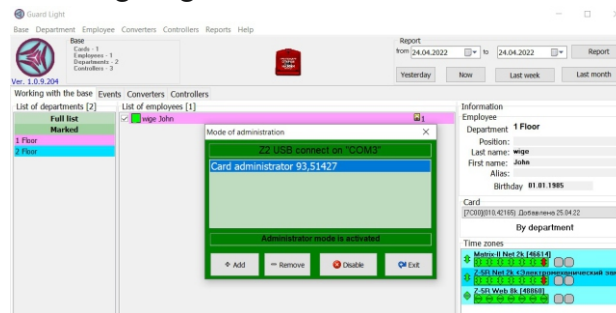 Guard Light
Base Department Employee Converters Controllers Reports Help
Base
Cards - 1
Employees - 1
Departments - 2
Controllers - 3
Ver. 1.0.9.204
Report
from 24.04.2022 to 24.04.2022 Report
Yesterday Now Last week Last month
Working with the base Events Converters Controllers
List of departments [2]
Full list
Marked
1 Floor
2 Floor
List of employees [1]
wige John 1
Mode of administration
Z2 USB connect on "COM3"
Card administrator 93,51427
Administrator mode is activated
Add Remove Disable Exit
Information
Employee
Department 1 Floor
Position:
Last name: wige
First name: John
Alias:
Birthday 01.01.1985
Card
[7C00](010,42165) Добавлена 25.04.22
By department
Time zones
Matrix-II Net 2k [46614]
Z-5R Net 2k <Электромеханический
Z-5R Web 8k [48860]